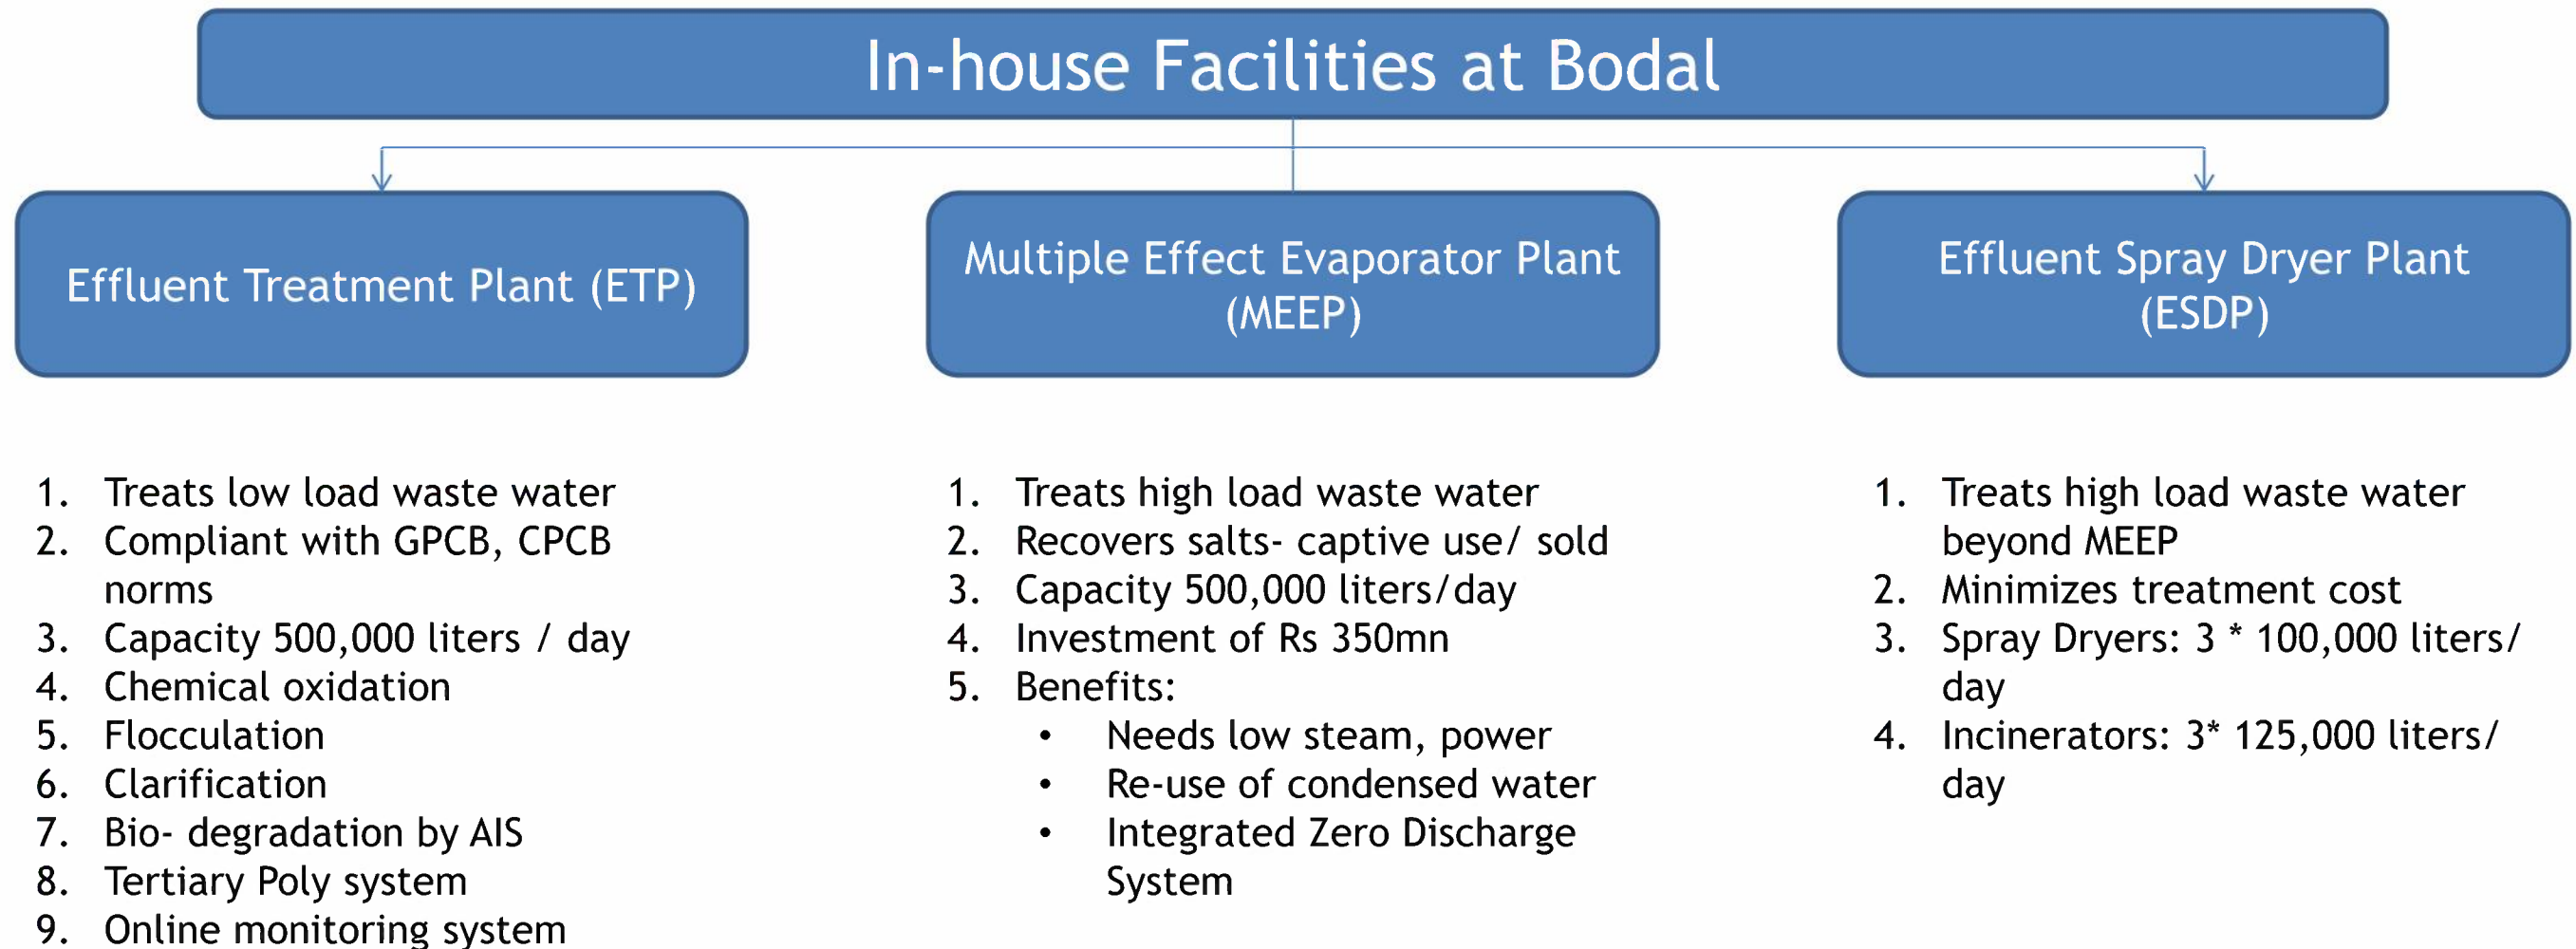 In-house Facilities at Bodal
Effluent Treatment Plant (ETP)
Multiple Effect Evaporator Plant
(MEEP)
Effluent Spray Dryer Plant
(ESDP)
1. Treats low load waste water
2. Compliant with GPCB, CPCB
norms
3. Capacity 500,000 liters / day
4. Chemical oxidation
5. Flocculation
6. Clarification
7. Bio- degradation by AIS
8. Tertiary Poly system
9. Online monitoring system
1. Treats high load waste water
2. Recovers salts- captive use/ sold
3. Capacity 500,000 liters/day
4. Investment of Rs 350mn
5. Benefits:
• Needs low steam, power
• Re-use of condensed water
• Integrated Zero Discharge
System
1. Treats high load waste water
beyond MEEP
2. Minimizes treatment cost
3. Spray Dryers: 3 * 100,000 liters/
day
4. Incinerators: 3* 125,000 liters/
day